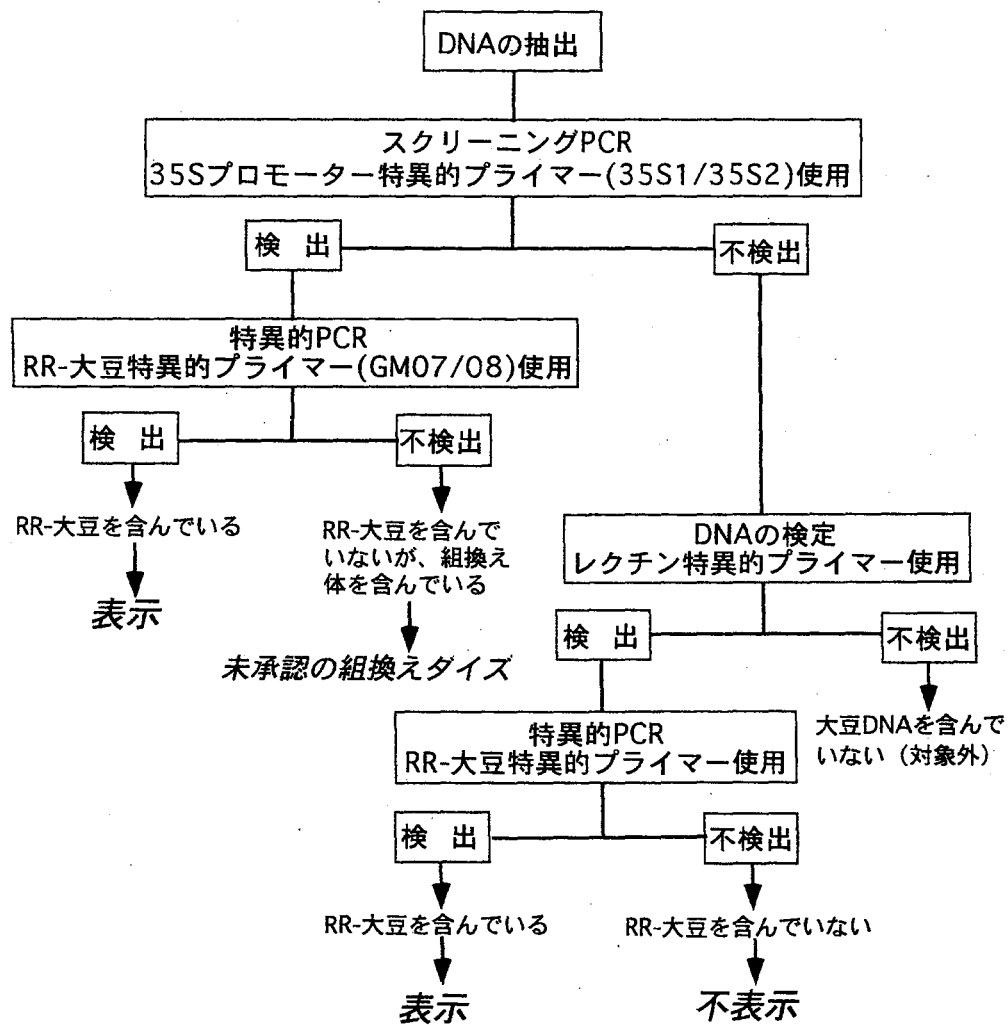 DNAの抽出
スクリーニングPCR
35Sプロモーター特異的プライマー(35S1/35S2)使用
検 出
不検出
特異的PCR
RR-大豆特異的プライマー(GM07/08)使用
検 出
不検出
RR-大豆を含んでいる
表示
RR-大豆を含んで
いないが、組換え
体を含んでいる
未承認の組換えダイズ
DNAの検定
レクチン特異的プライマー使用
検 出
不検出
大豆DNAを含んで
いない（対象外）
特異的PCR
RR-大豆特異的プライマー使用
検 出
不検出
RR-大豆を含んでいる
表示
RR-大豆を含んでいない
不表示